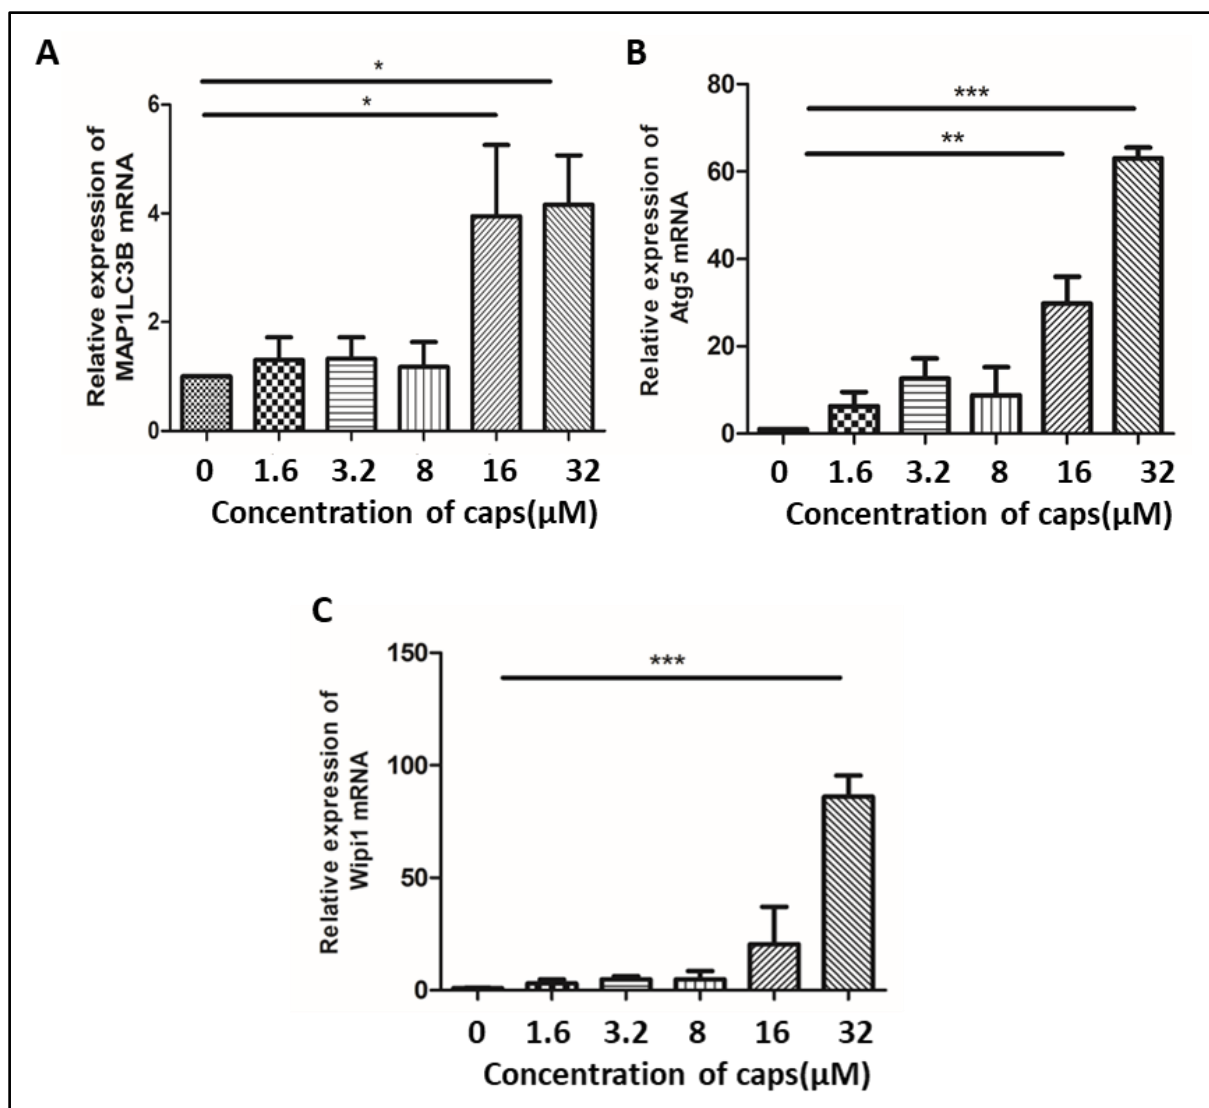 A
*
*
Relative expression of
MAP1LC3B mRNA
6
4
2
0
0 1.6 3.2 8 16 32
Concentration of caps(µM)
B
***
**
Relative expression of
Atg5 mRNA
80
60
40
20
0
0 1.6 3.2 8 16 32
Concentration of caps(µM)
C
***
Relative expression of
Wipi1 mRNA
150
100
50
0
0 1.6 3.2 8 16 32
Concentration of caps(µM)